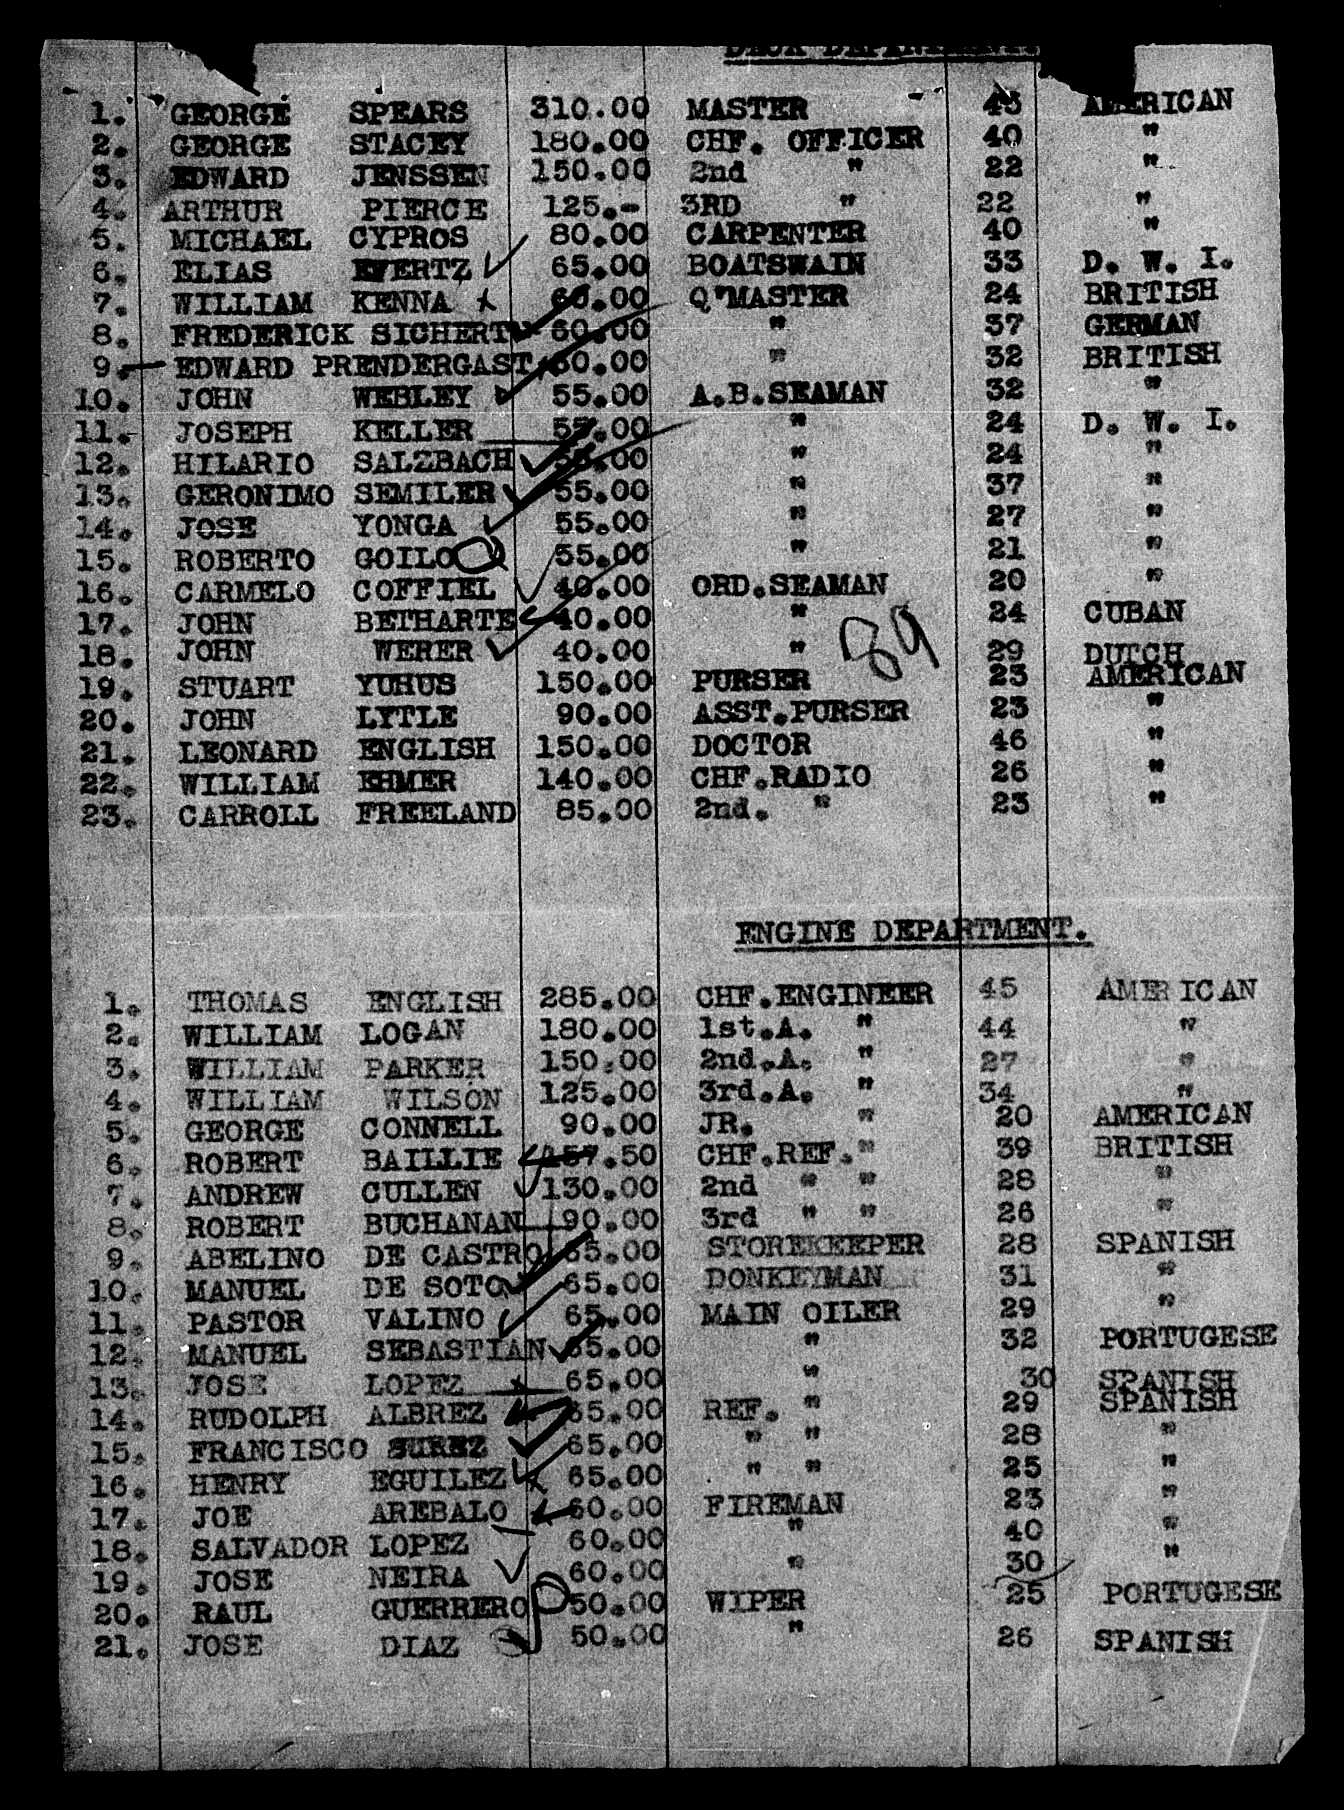 DECK DEPARTMENT.
1. GEORGE SPEARS 310.00 MASTER 45 AMERICAN
2. GEORGE STACEY 180.00 CHF. OFFICER 40 "
3. EDWARD JENSSEN 150.00 2nd " 22 "
4. ARTHUR PIERCE 125.- 3RD " 22 "
5. MICHAEL CYPROS 80.00 CARPENTER 40 "
6. ELIAS EVERTZ 65.00 BOATSWAIN 33 D. W. I.
7. WILLIAM KENNA 60.00 Q"MASTER 24 BRITISH
8. FREDERICK SICHERT 60.00 " 37 GERMAN
9. EDWARD PRENDERGAST 60.00 " 32 BRITISH
10. JOHN WEBLEY 55.00 A.B.SEAMAN 32 "
11. JOSEPH KELLER 55.00 " 24 D. W. I.
12. HILARIO SALZBACH 55.00 " 24 "
13. GERONIMO SEMILER 55.00 " 37 "
14. JOSE YONGA 55.00 " 27 "
15. ROBERTO GOILO 55.00 " 21 "
16. CARMELO COFFIEL 40.00 ORD.SEAMAN 20 "
17. JOHN BETHARTE 40.00 " 24 CUBAN
89
18. JOHN WERER 40.00 " 29 DUTCH
19. STUART YUHUS 150.00 PURSER 23 AMERICAN
20. JOHN LYTLE 90.00 ASST.PURSER 23 "
21. LEONARD ENGLISH 150.00 DOCTOR 46 "
22. WILLIAM EHMER 140.00 CHF.RADIO 26 "
23. CARROLL FREELAND 85.00 2nd. " 23 "
ENGINE DEPARTMENT.
1. THOMAS ENGLISH 285.00 CHF.ENGINEER 45 AMERICAN
2. WILLIAM LOGAN 180.00 1st.A. " 44 "
3. WILLIAM PARKER 150.00 2nd.A. " 27 "
4. WILLIAM WILSON 125.00 3rd.A. " 34 "
5. GEORGE CONNELL 90.00 JR. " 20 AMERICAN
6. ROBERT BAILLIE 157.50 CHF.REF." 39 BRITISH
7. ANDREW CULLEN 130.00 2nd " " 28 "
8. ROBERT BUCHANAN 90.00 3rd " " 26 "
9. ABELINO DE CASTRO 65.00 STOREKEEPER 28 SPANISH
10. MANUEL DE SOTO 65.00 DONKEYMAN 31 "
11. PASTOR VALINO 65.00 MAIN OILER 29 "
12. MANUEL SEBASTIAN 65.00 " 32 PORTUGESE
13. JOSE LOPEZ 65.00 " 30 SPANISH
14. RUDOLPH ALBREZ 65.00 REF. " 29 SPANISH
15. FRANCISCO SUREZ 65.00 " " 28 "
16. HENRY EGUILEZ 65.00 " " 25 "
17. JOE AREBALO 60.00 FIREMAN 23 "
18. SALVADOR LOPEZ 60.00 " 40 "
19. JOSE NEIRA 60.00 " 30 "
20. RAUL GUERRERO 50.00 WIPER 25 PORTUGESE
21. JOSE DIAZ 50.00 " 26 SPANISH